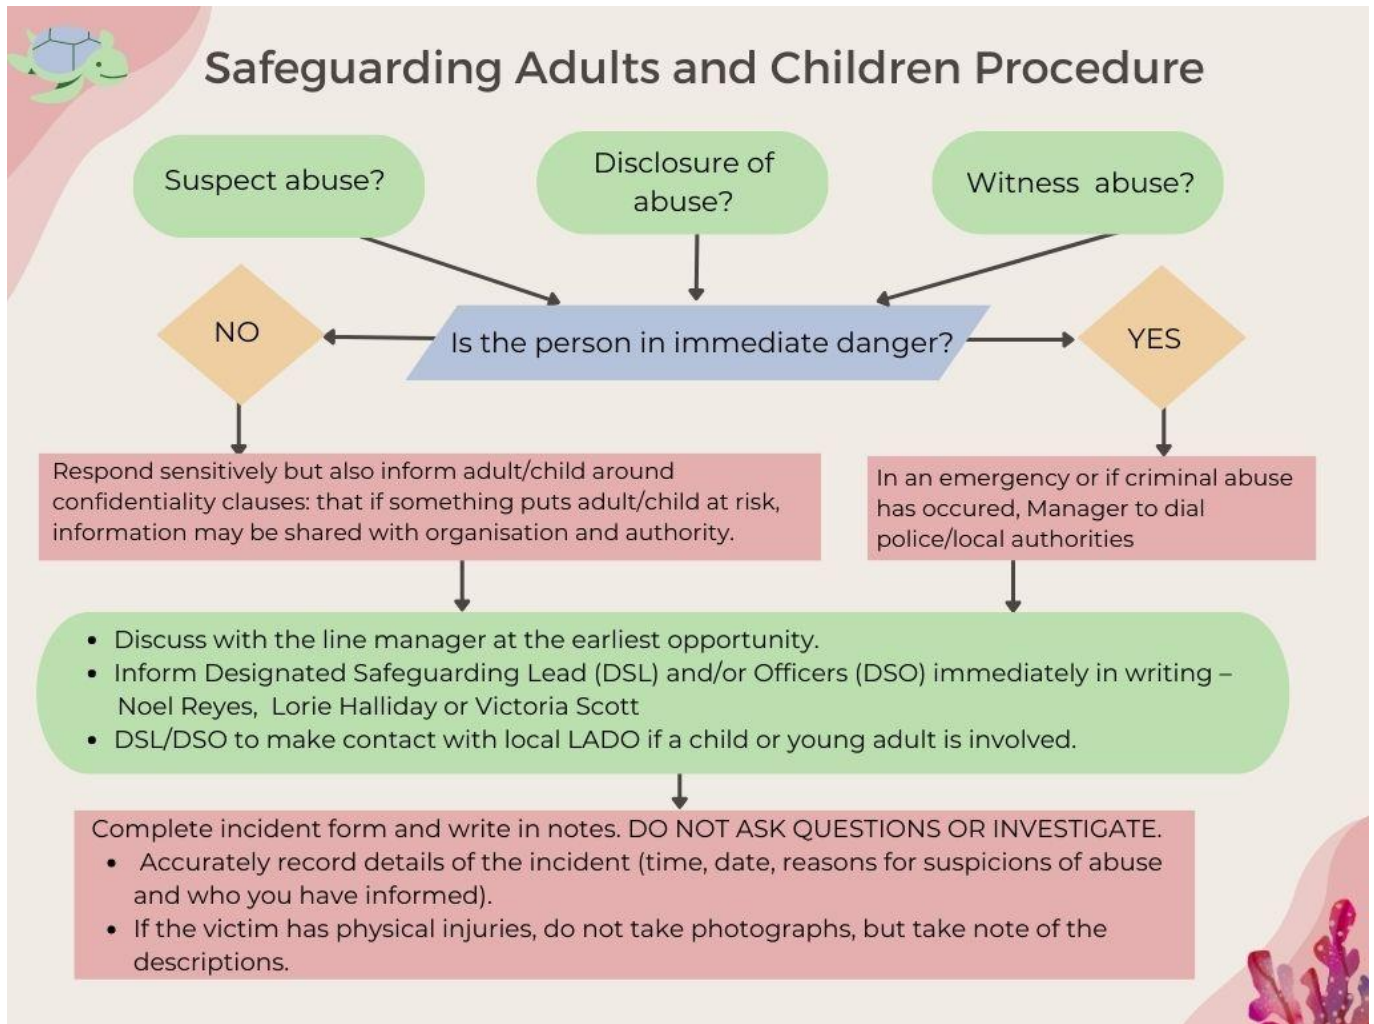 Safeguarding Adults and Children Procedure
Suspect abuse?
Disclosure of
abuse?
Witness abuse?
NO
Is the person in immediate danger?
YES
Respond sensitively but also inform adult/child around
confidentiality clauses: that if something puts adult/child at risk,
information may be shared with organisation and authority.
In an emergency or if criminal abuse
has occured, Manager to dial
police/local authorities
• Discuss with the line manager at the earliest opportunity.
• Inform Designated Safeguarding Lead (DSL) and/or Officers (DSO) immediately in writing –
Noel Reyes, Lorie Halliday or Victoria Scott
• DSL/DSO to make contact with local LADO if a child or young adult is involved.
Complete incident form and write in notes. DO NOT ASK QUESTIONS OR INVESTIGATE.
• Accurately record details of the incident (time, date, reasons for suspicions of abuse
and who you have informed).
• If the victim has physical injuries, do not take photographs, but take note of the
descriptions.